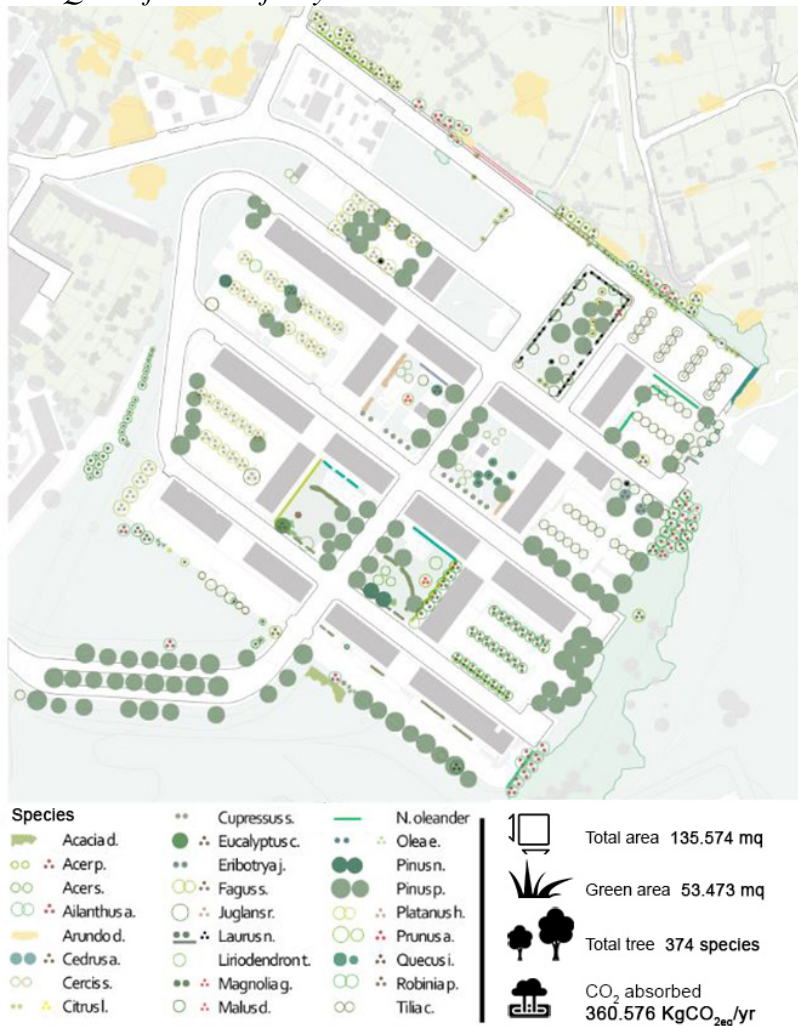 Species
Acacia d.
Acer p.
Acer s.
Ailanthus a.
Arundo d.
Cedrus a.
Cercis s.
Citrus l.
Cupressus s.
Eucalyptus c.
Eribotrya j.
Fagus s.
Juglans r.
Laurus n.
Liriodendron t.
Magnolia g.
Malus d.
N. oleander
Olea e.
Pinus n.
Pinus p.
Platanus h.
Prunus a.
Quecus i.
Robinia p.
Tilia c.
Total area 135.574 mq
Green area 53.473 mq
Total tree 374 species
CO₂ absorbed
360.576 KgCO₂eq/yr